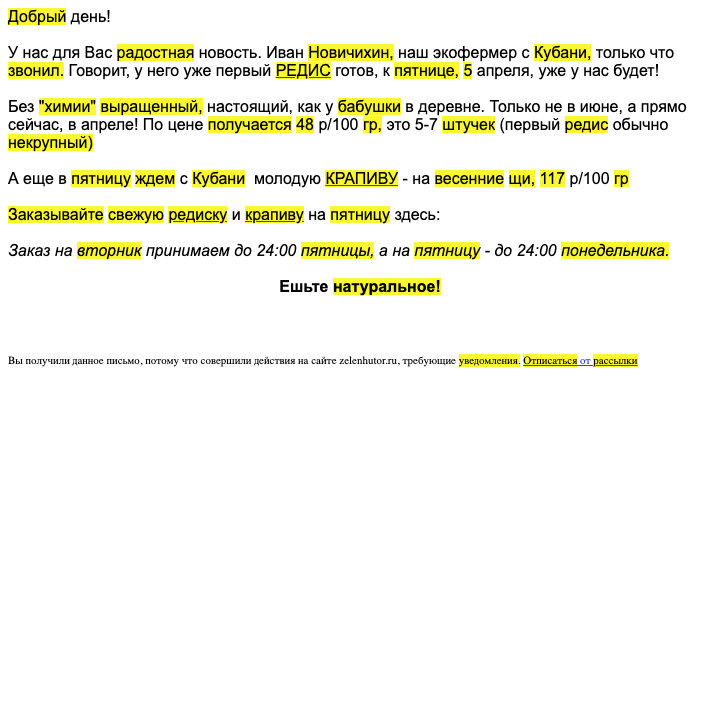 Добрый день!
У нас для Вас радостная новость. Иван Новичихин, наш экофермер с Кубани, только что
звонил. Говорит, у него уже первый РЕДИС готов, к пятнице, 5 апреля, уже у нас будет!
Без "химии" выращенный, настоящий, как у бабушки в деревне. Только не в июне, а прямо
сейчас, в апреле! По цене получается 48 р/100 гр, это 5-7 штучек (первый редис обычно
некрупный)
А еще в пятницу ждем с Кубани молодую КРАПИВУ - на весенние щи, 117 р/100 гр
Заказывайте свежую редиску и крапиву на пятницу здесь:
Заказ на вторник принимаем до 24:00 пятницы, а на пятницу - до 24:00 понедельника.
Ешьте натуральное!
Вы получили данное письмо, потому что совершили действия на сайте zelenhutor.ru, требующие уведомления. Отписаться от рассылки